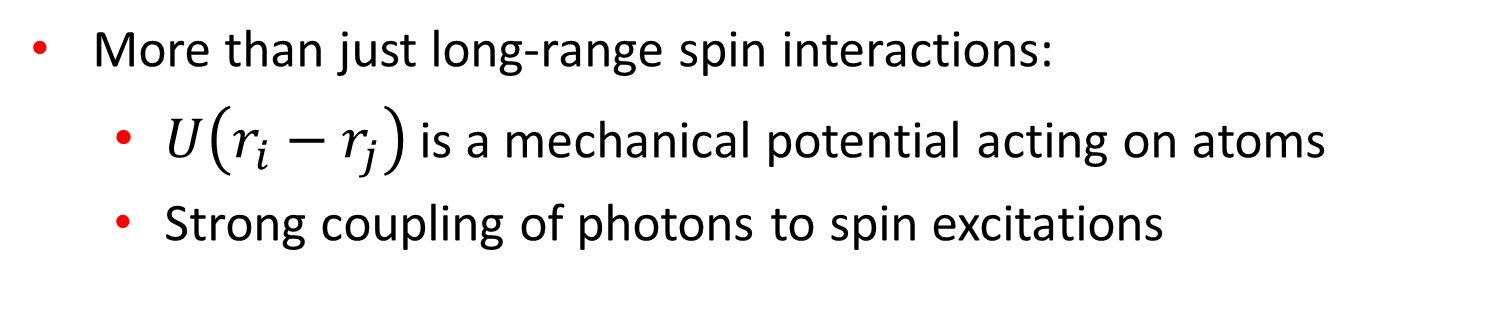 • More than just long-range spin interactions:
• U(rᵢ − rⱼ) is a mechanical potential acting on atoms
• Strong coupling of photons to spin excitations